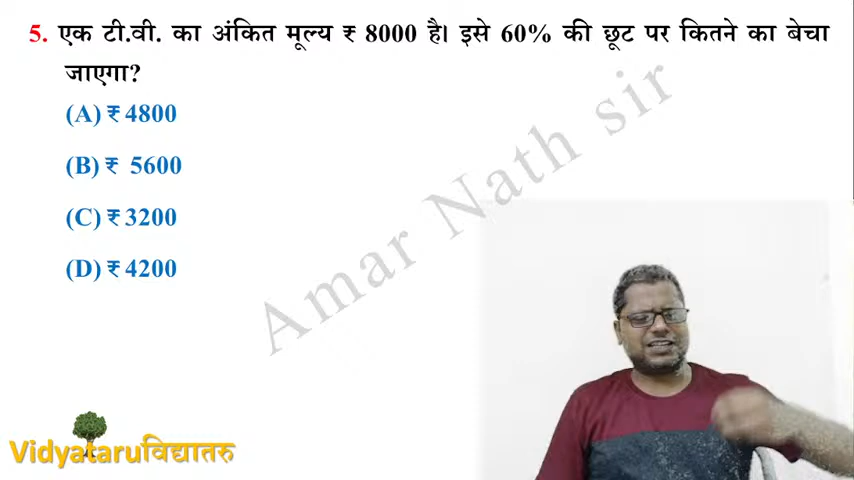 5. एक टी.वी. का अंकित मूल्य ₹ 8000 है। इसे 60% की छूट पर कितने का बेचा
जाएगा?
(A) ₹ 4800
(B) ₹ 5600
(C) ₹ 3200
(D) ₹ 4200
Amar Nath sir
Vidyataruविद्यातरु